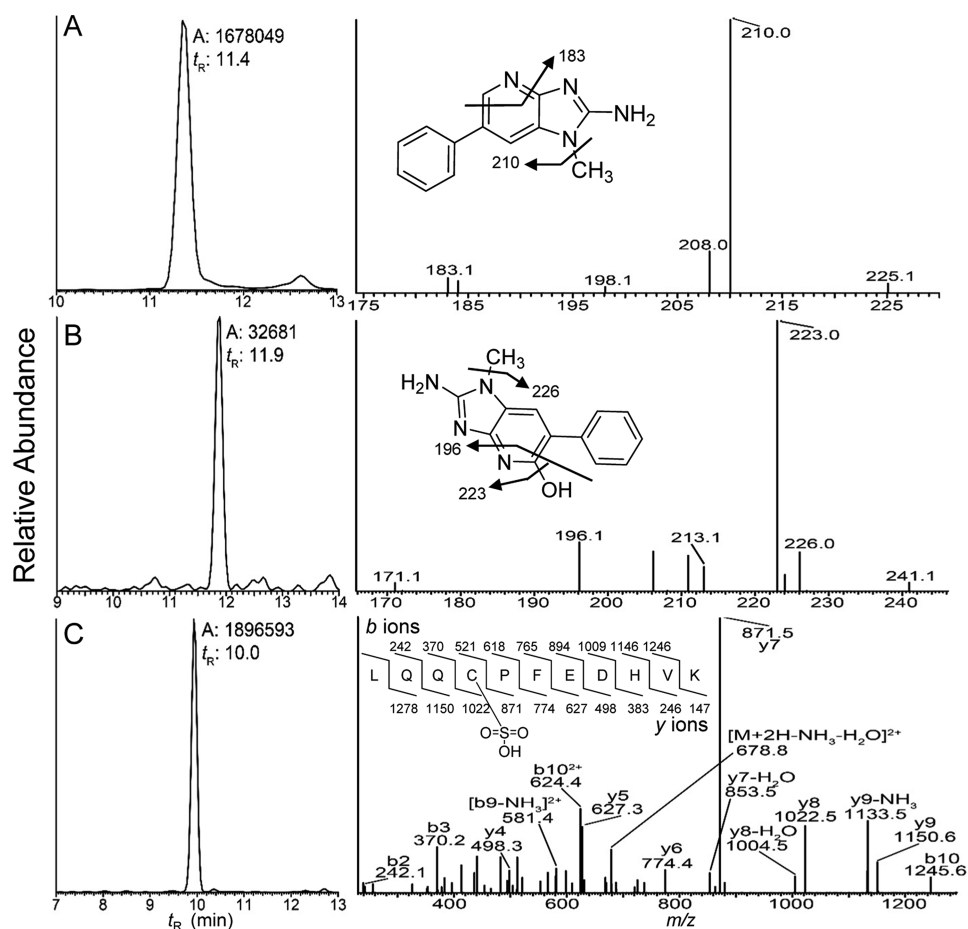 Relative Abundance
A
A: 1678049
tR: 11.4
10 11 12 13
183
N N
NH2
N
210
CH3
210.0
208.0
183.1
198.1
225.1
175 185 195 205 215 225
B
A: 32681
tR: 11.9
9 10 11 12 13 14
CH3
H2N
N
226
N
196
N
223
OH
223.0
196.1
213.1
226.0
171.1
241.1
170 180 190 200 210 220 230 240
C
A: 1896593
tR: 10.0
7 8 9 10 11 12 13
tR (min)
b ions
242 370 521 618 765 894 1009 1146 1246
L Q Q C P F E D H V K
1278 1150 1022 871 774 627 498 383 246 147
y ions
O=S=O
OH
871.5
y7
[M+2H-NH3-H2O]2+
678.8
b10²⁺
624.4
y5
627.3
y7-H2O
853.5
y8
1022.5
y9-NH3
1133.5
[b9-NH3]2+
581.4
y8-H2O
1004.5
y9
1150.6
b3
370.2
y4
498.3
y6
774.4
b10
1245.6
b2
242.1
400 600 800 1000 1200
m/z